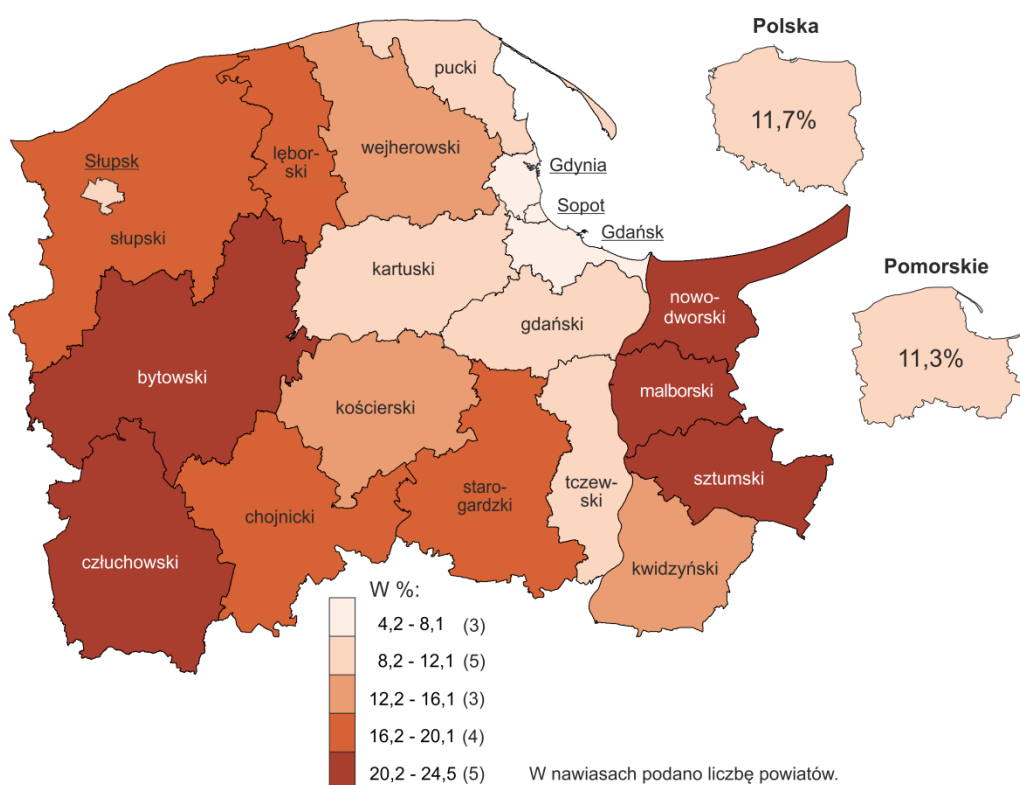 Polska
11,7%
pucki
Słupsk
lębor-
ski
wejherowski
Gdynia
Sopot
Gdańsk
słupski
kartuski
gdański
nowo-
dworski
Pomorskie
11,3%
bytowski
kościerski
malborski
staro-
gardzki
tczew-
ski
sztumski
chojnicki
człuchowski
kwidzyński
W %:
4,2 - 8,1 (3)
8,2 - 12,1 (5)
12,2 - 16,1 (3)
16,2 - 20,1 (4)
20,2 - 24,5 (5)
W nawiasach podano liczbę powiatów.